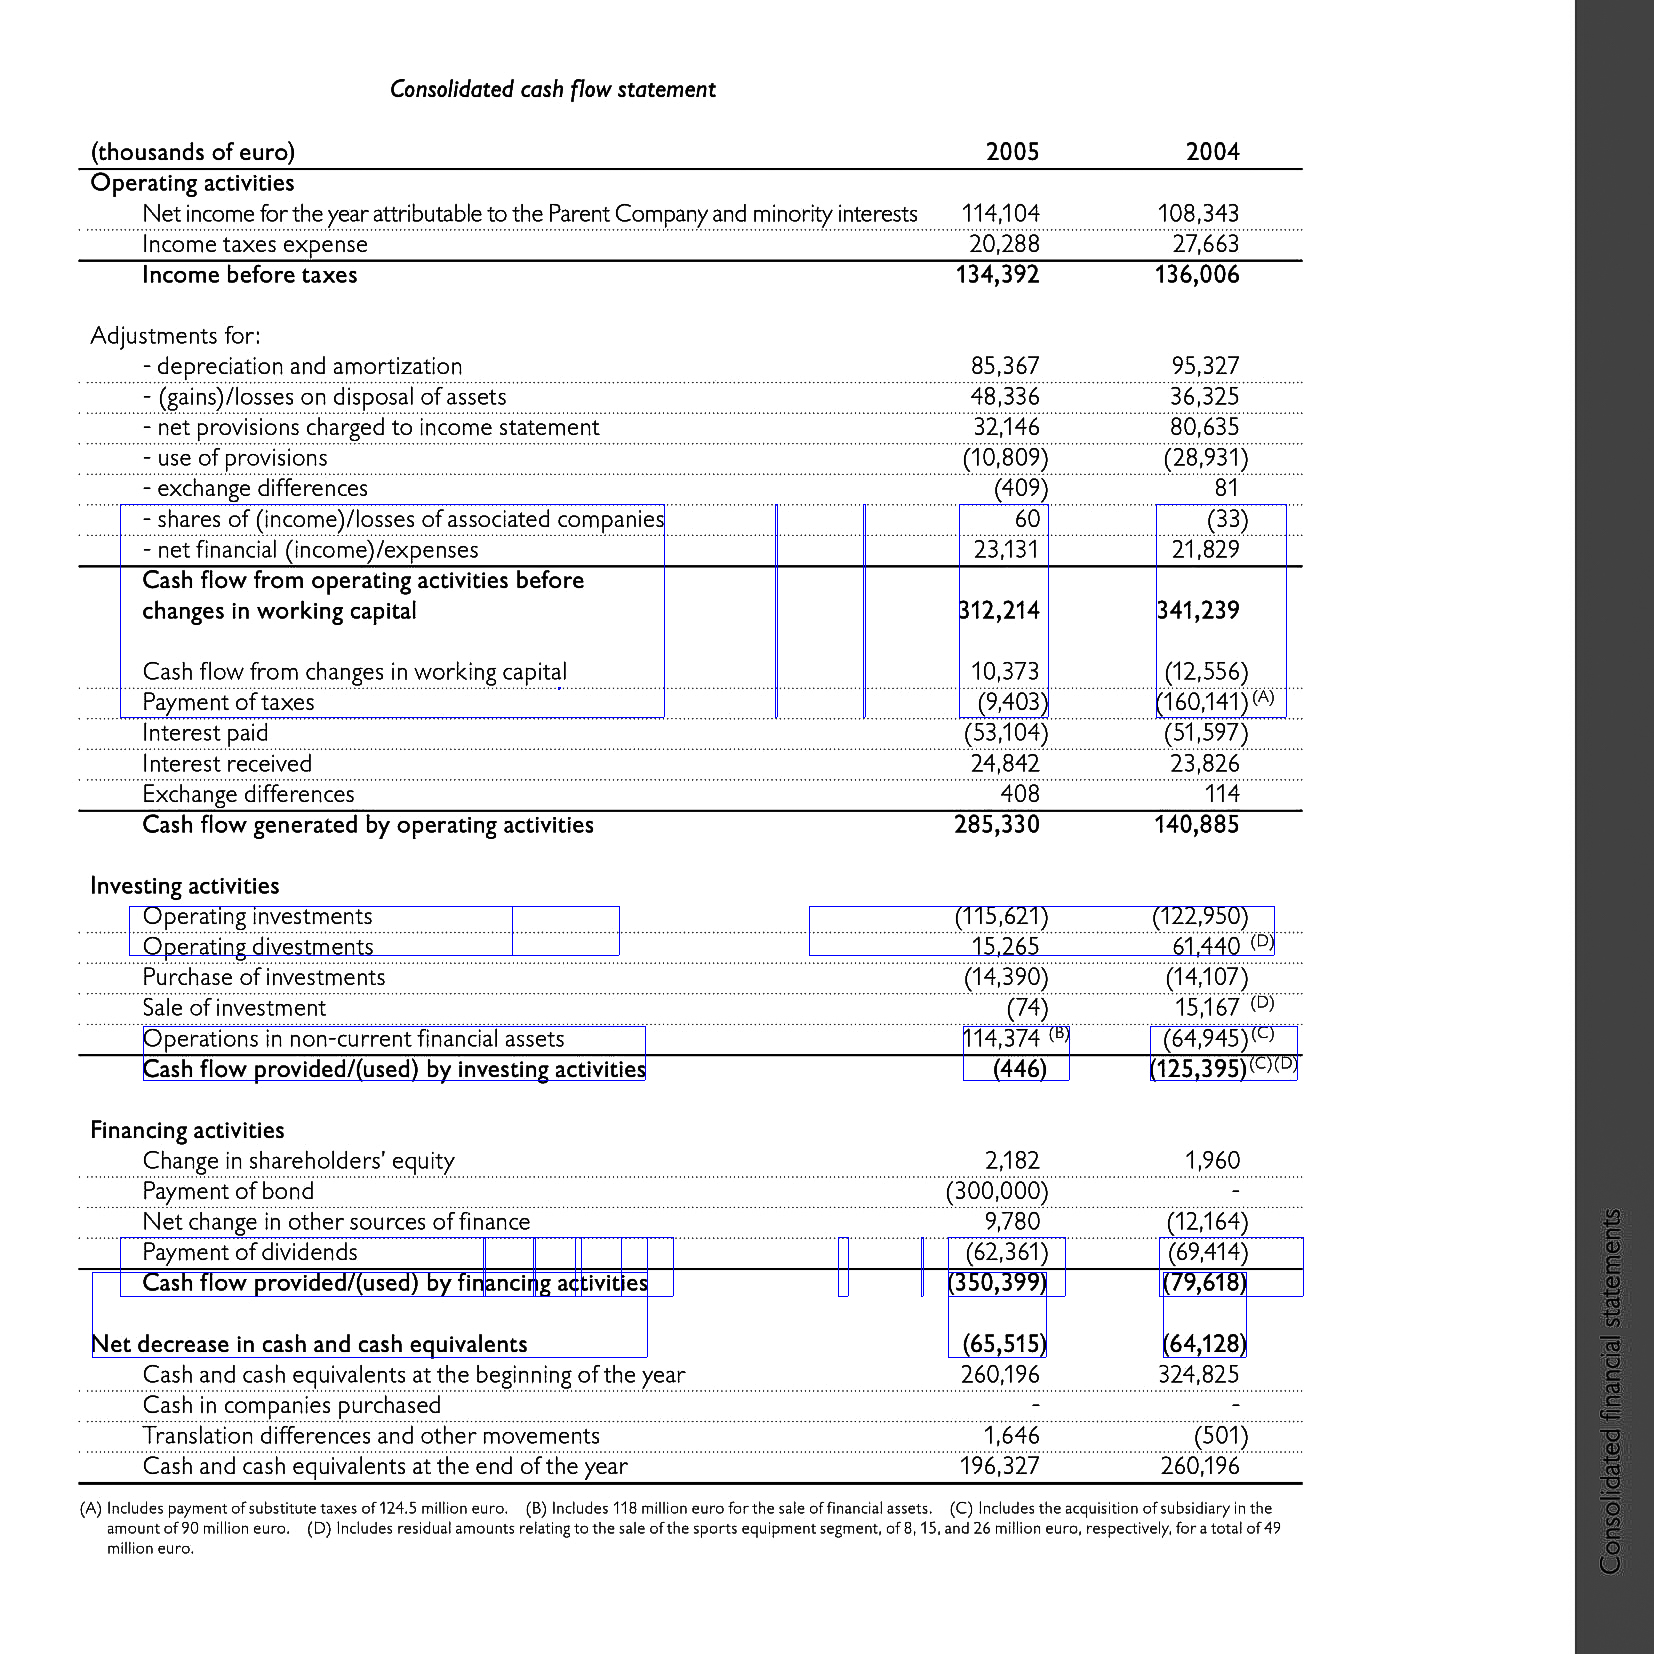 Consolidated cash flow statement
(thousands of euro) 2005 2004
Operating activities
Net income for the year attributable to the Parent Company and minority interests 114,104 108,343
Income taxes expense 20,288 27,663
Income before taxes 134,392 136,006
Adjustments for:
- depreciation and amortization 85,367 95,327
- (gains)/losses on disposal of assets 48,336 36,325
- net provisions charged to income statement 32,146 80,635
- use of provisions (10,809) (28,931)
- exchange differences (409) 81
- shares of (income)/losses of associated companies 60 (33)
- net financial (income)/expenses 23,131 21,829
Cash flow from operating activities before
changes in working capital 312,214 341,239
Cash flow from changes in working capital 10,373 (12,556)
Payment of taxes (9,403) (160,141) (A)
Interest paid (53,104) (51,597)
Interest received 24,842 23,826
Exchange differences 408 114
Cash flow generated by operating activities 285,330 140,885
Investing activities
Operating investments (115,621) (122,950)
Operating divestments 15,265 61,440 (D)
Purchase of investments (14,390) (14,107)
Sale of investment (74) 15,167 (D)
Operations in non-current financial assets 114,374 (B) (64,945) (C)
Cash flow provided/(used) by investing activities (446) (125,395) (C)(D)
Financing activities
Change in shareholders' equity 2,182 1,960
Payment of bond (300,000) -
Net change in other sources of finance 9,780 (12,164)
Payment of dividends (62,361) (69,414)
Cash flow provided/(used) by financing activities (350,399) (79,618)
Net decrease in cash and cash equivalents (65,515) (64,128)
Cash and cash equivalents at the beginning of the year 260,196 324,825
Cash in companies purchased - -
Translation differences and other movements 1,646 (501)
Cash and cash equivalents at the end of the year 196,327 260,196
(A) Includes payment of substitute taxes of 124.5 million euro. (B) Includes 118 million euro for the sale of financial assets. (C) Includes the acquisition of subsidiary in the
amount of 90 million euro. (D) Includes residual amounts relating to the sale of the sports equipment segment, of 8, 15, and 26 million euro, respectively, for a total of 49
million euro.
Consolidated financial statements